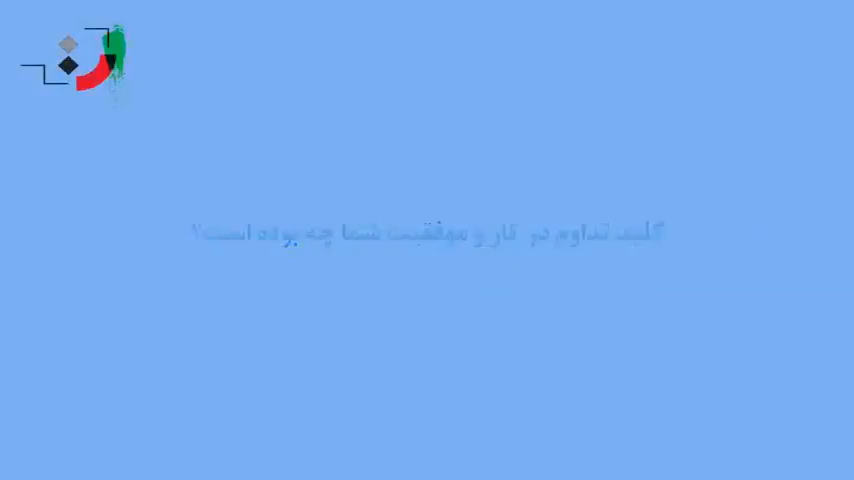 کلید تداوم در کار و موفقیت شما چه بوده است؟